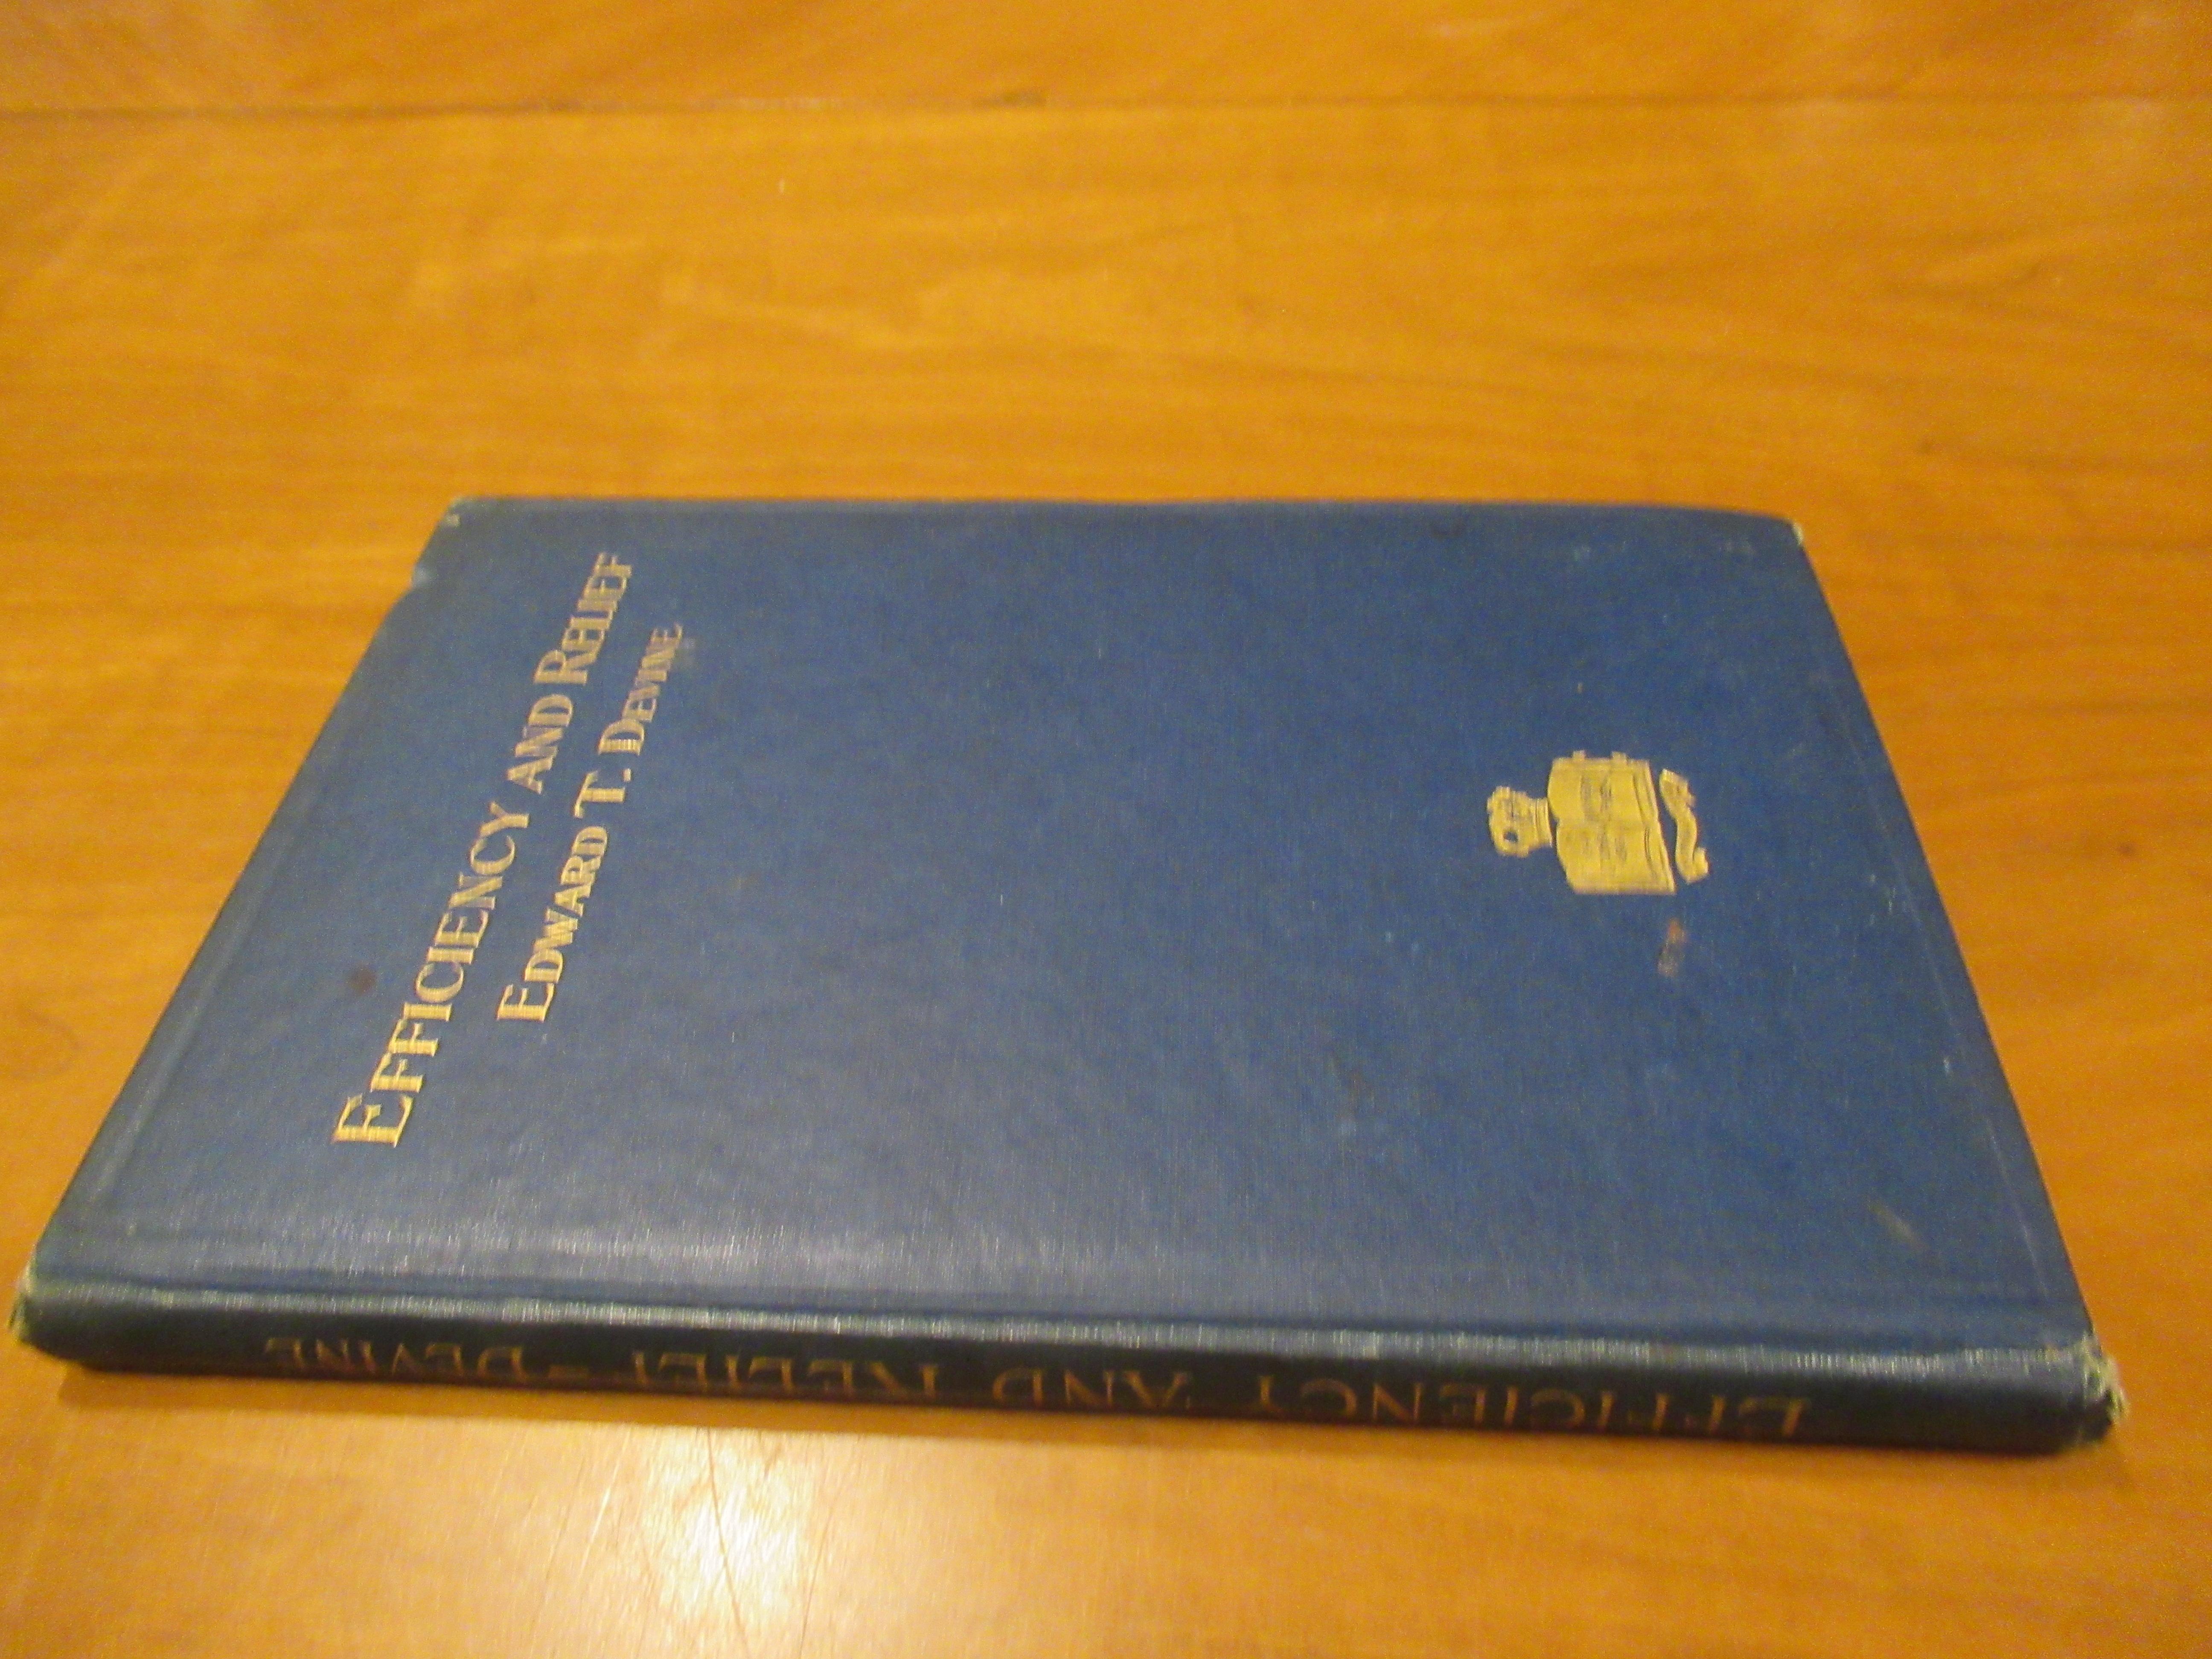 EFFICIENCY AND RELIEF
EDWARD T. DEVINE
EFFICIENCY AND RELIEF - DEVINE